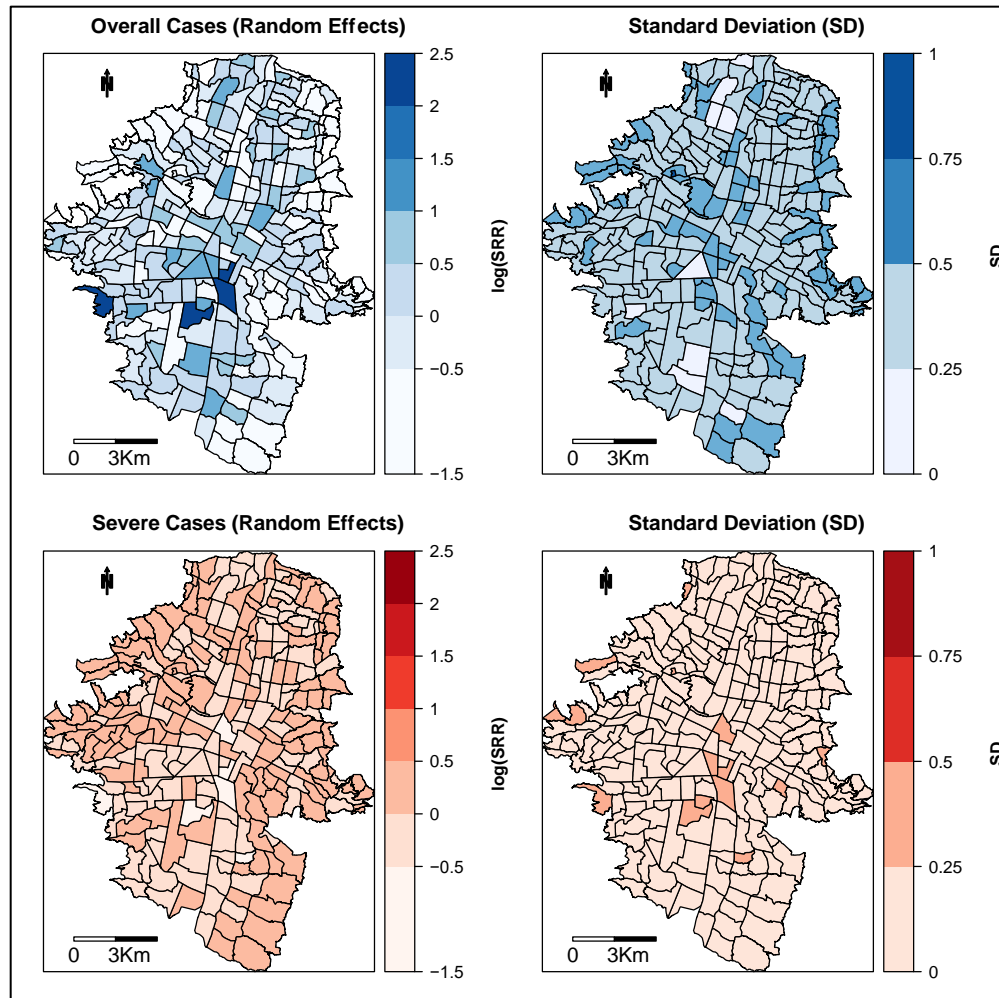 Overall Cases (Random Effects)
N
0 3Km
2.5
2
1.5
1
0.5
0
−0.5
−1.5
log(SRR)
Standard Deviation (SD)
N
0 3Km
1
0.75
0.5
0.25
0
SD
Severe Cases (Random Effects)
N
0 3Km
2.5
2
1.5
1
0.5
0
−0.5
−1.5
log(SRR)
Standard Deviation (SD)
N
0 3Km
1
0.75
0.5
0.25
0
SD